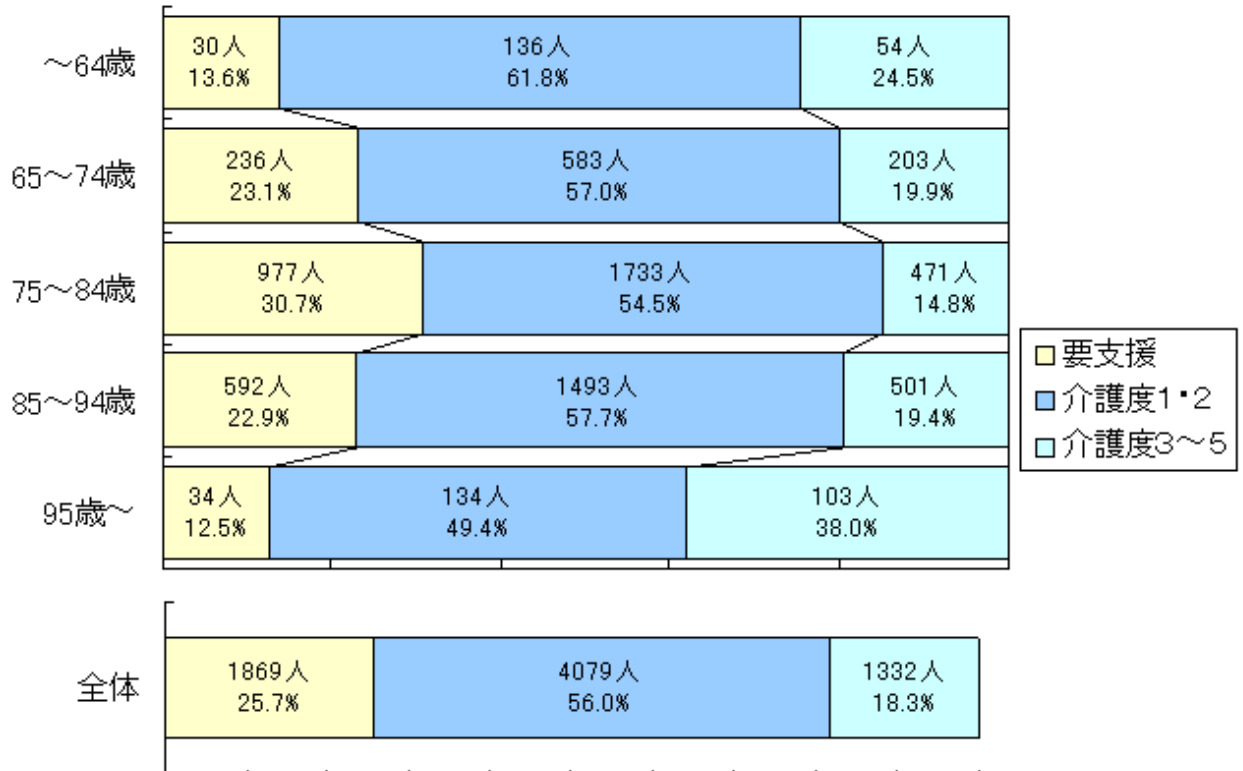 ～64歳
30人
13.6%
136人
61.8%
54人
24.5%
65～74歳
236人
23.1%
583人
57.0%
203人
19.9%
75～84歳
977人
30.7%
1733人
54.5%
471人
14.8%
85～94歳
592人
22.9%
1493人
57.7%
501人
19.4%
95歳～
34人
12.5%
134人
49.4%
103人
38.0%
要支援
介護度1・2
介護度3～5
全体
1869人
25.7%
4079人
56.0%
1332人
18.3%